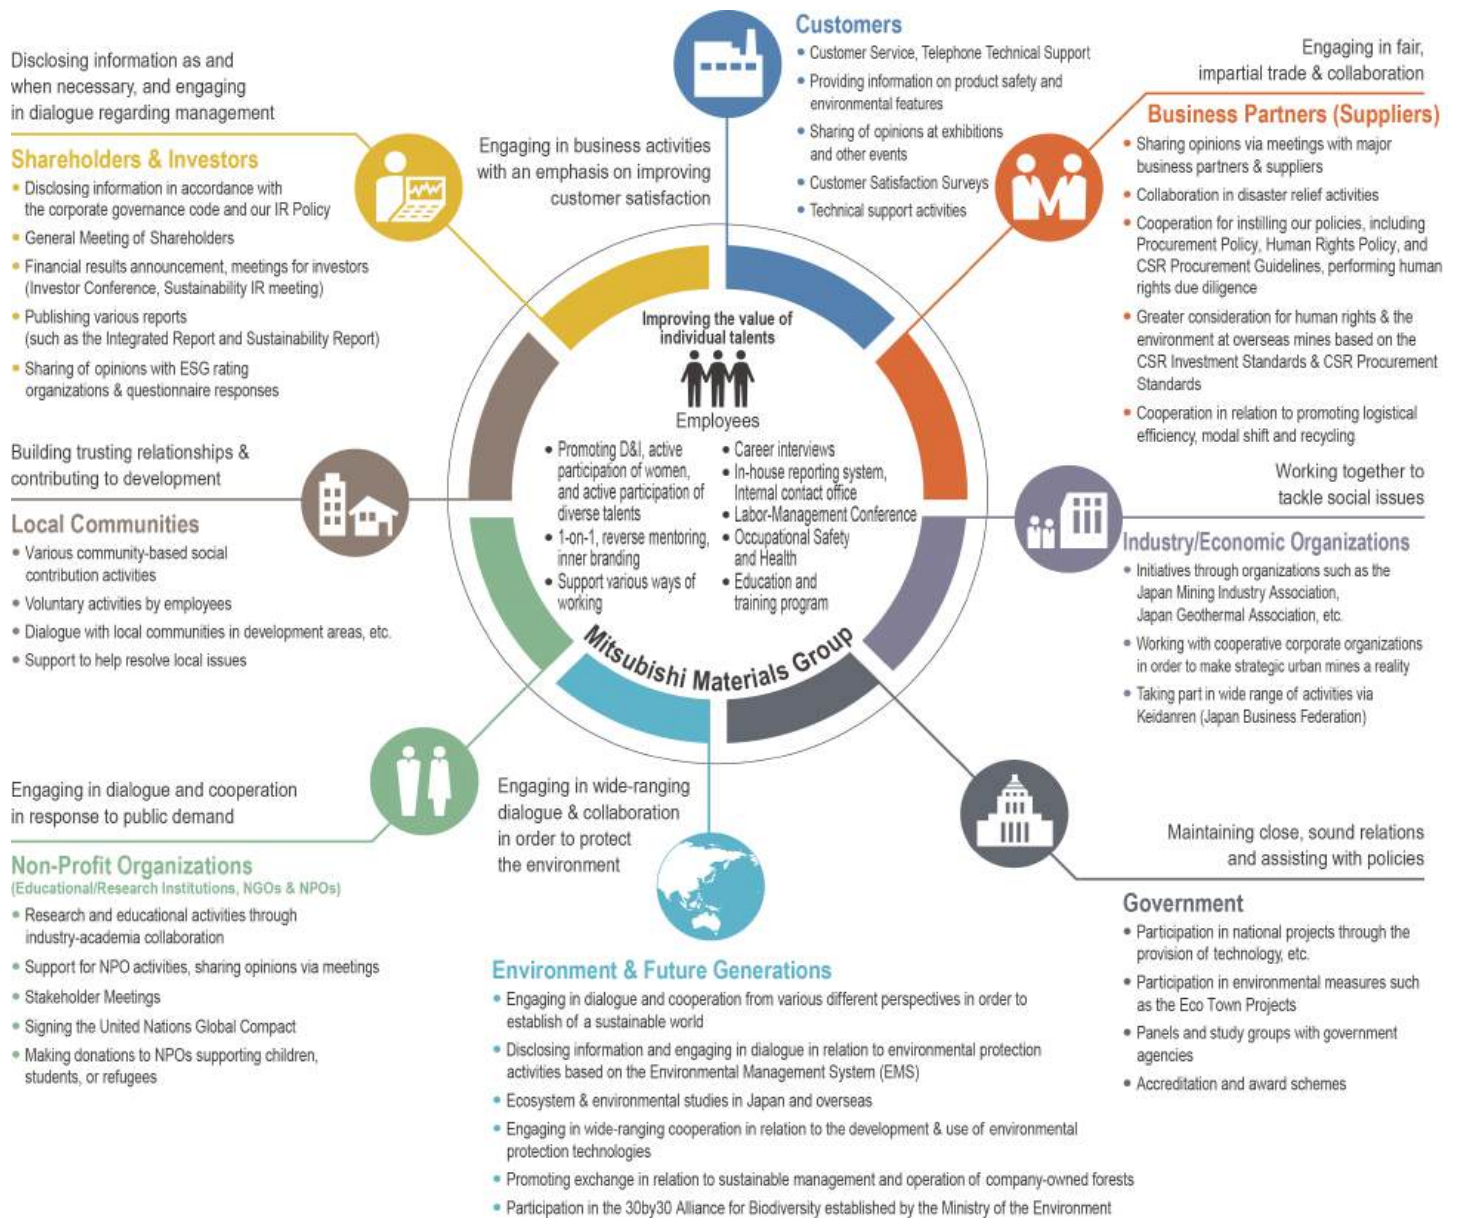 Customers
• Customer Service, Telephone Technical Support
• Providing information on product safety and
environmental features
• Sharing of opinions at exhibitions
and other events
• Customer Satisfaction Surveys
• Technical support activities
Engaging in business activities
with an emphasis on improving
customer satisfaction
Disclosing information as and
when necessary, and engaging
in dialogue regarding management
Shareholders & Investors
• Disclosing information in accordance with
the corporate governance code and our IR Policy
• General Meeting of Shareholders
• Financial results announcement, meetings for investors
(Investor Conference, Sustainability IR meeting)
• Publishing various reports
(such as the Integrated Report and Sustainability Report)
• Sharing of opinions with ESG rating
organizations & questionnaire responses
Engaging in fair,
impartial trade & collaboration
Business Partners (Suppliers)
• Sharing opinions via meetings with major
business partners & suppliers
• Collaboration in disaster relief activities
• Cooperation for instilling our policies, including
Procurement Policy, Human Rights Policy, and
CSR Procurement Guidelines, performing human
rights due diligence
• Greater consideration for human rights & the
environment at overseas mines based on the
CSR Investment Standards & CSR Procurement
Standards
• Cooperation in relation to promoting logistical
efficiency, modal shift and recycling
Improving the value of
individual talents
Employees
• Promoting D&I, active
participation of women,
and active participation of
diverse talents
• 1-on-1, reverse mentoring,
inner branding
• Support various ways of
working
• Career interviews
• In-house reporting system,
Internal contact office
• Labor-Management Conference
• Occupational Safety
and Health
• Education and
training program
Mitsubishi Materials Group
Building trusting relationships &
contributing to development
Local Communities
• Various community-based social
contribution activities
• Voluntary activities by employees
• Dialogue with local communities in development areas, etc.
• Support to help resolve local issues
Working together to
tackle social issues
Industry/Economic Organizations
• Initiatives through organizations such as the
Japan Mining Industry Association,
Japan Geothermal Association, etc.
• Working with cooperative corporate organizations
in order to make strategic urban mines a reality
• Taking part in wide range of activities via
Keidanren (Japan Business Federation)
Engaging in dialogue and cooperation
in response to public demand
Non-Profit Organizations
(Educational/Research Institutions, NGOs & NPOs)
• Research and educational activities through
industry-academia collaboration
• Support for NPO activities, sharing opinions via meetings
• Stakeholder Meetings
• Signing the United Nations Global Compact
• Making donations to NPOs supporting children,
students, or refugees
Engaging in wide-ranging
dialogue & collaboration
in order to protect
the environment
Environment & Future Generations
• Engaging in dialogue and cooperation from various different perspectives in order to
establish of a sustainable world
• Disclosing information and engaging in dialogue in relation to environmental protection
activities based on the Environmental Management System (EMS)
• Ecosystem & environmental studies in Japan and overseas
• Engaging in wide-ranging cooperation in relation to the development & use of environmental
protection technologies
• Promoting exchange in relation to sustainable management and operation of company-owned forests
• Participation in the 30by30 Alliance for Biodiversity established by the Ministry of the Environment
Maintaining close, sound relations
and assisting with policies
Government
• Participation in national projects through the
provision of technology, etc.
• Participation in environmental measures such
as the Eco Town Projects
• Panels and study groups with government
agencies
• Accreditation and award schemes